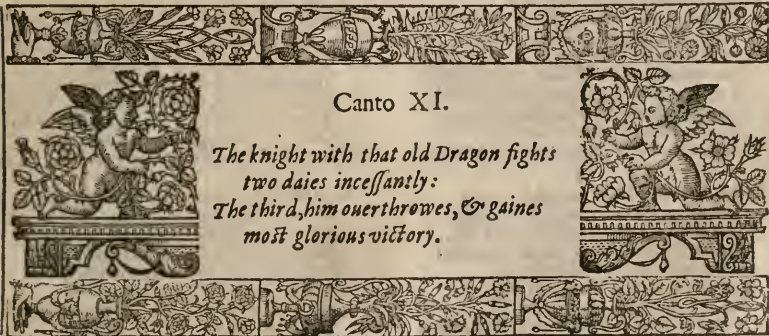 Canto XI.
The knight with that old Dragon fights
two daies inceſſantly:
The third, him ouerthrowes, & gaines
moſt glorious victory.